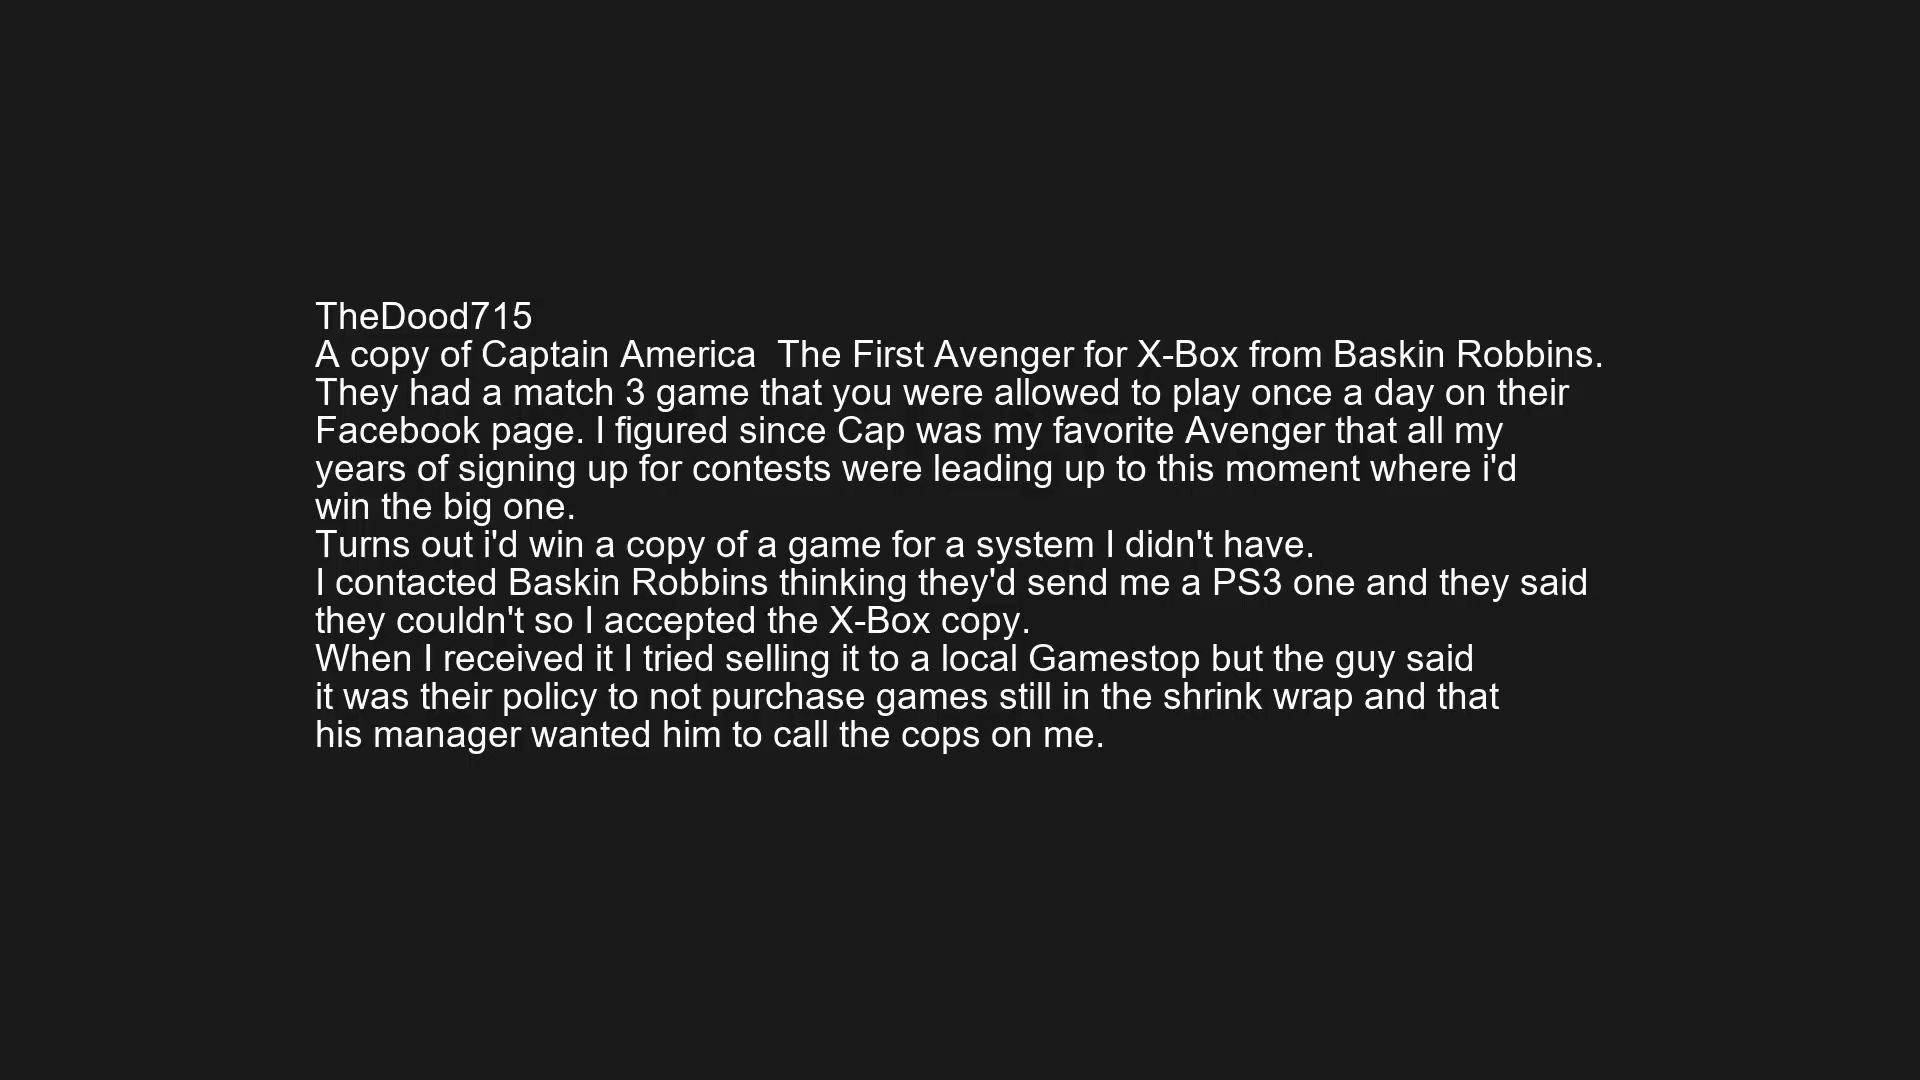 TheDood715
A copy of Captain America  The First Avenger for X-Box from Baskin Robbins.
They had a match 3 game that you were allowed to play once a day on their
Facebook page. I figured since Cap was my favorite Avenger that all my
years of signing up for contests were leading up to this moment where i'd
win the big one.
Turns out i'd win a copy of a game for a system I didn't have.
I contacted Baskin Robbins thinking they'd send me a PS3 one and they said
they couldn't so I accepted the X-Box copy.
When I received it I tried selling it to a local Gamestop but the guy said
it was their policy to not purchase games still in the shrink wrap and that
his manager wanted him to call the cops on me.